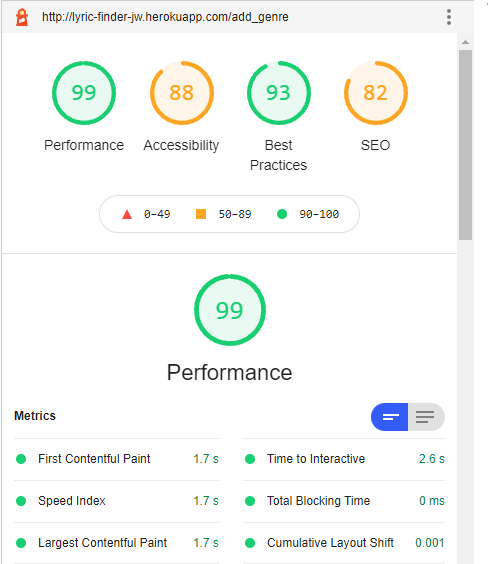 http://lyric-finder-jw.herokuapp.com/add_genre
99 88 93 82
Performance Accessibility Best Practices SEO
0–49 50–89 90–100
99
Performance
Metrics
First Contentful Paint 1.7 s
Time to Interactive 2.6 s
Speed Index 1.7 s
Total Blocking Time 0 ms
Largest Contentful Paint 1.7 s
Cumulative Layout Shift 0.001